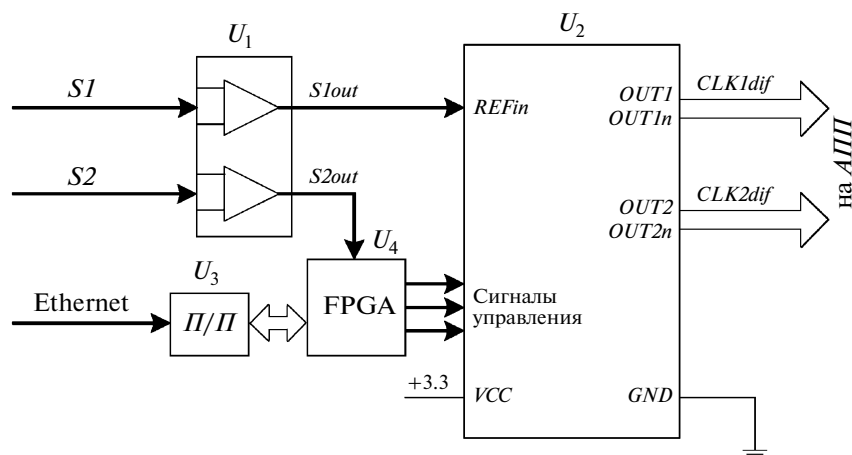 U1
U2
S1
S1out
REFin
OUT1
OUT1n
CLK1dif
S2
S2out
OUT2
OUT2n
CLK2dif
на АПП
U3
U4
Ethernet
П/П
FPGA
Сигналы
управления
+3.3
VCC
GND